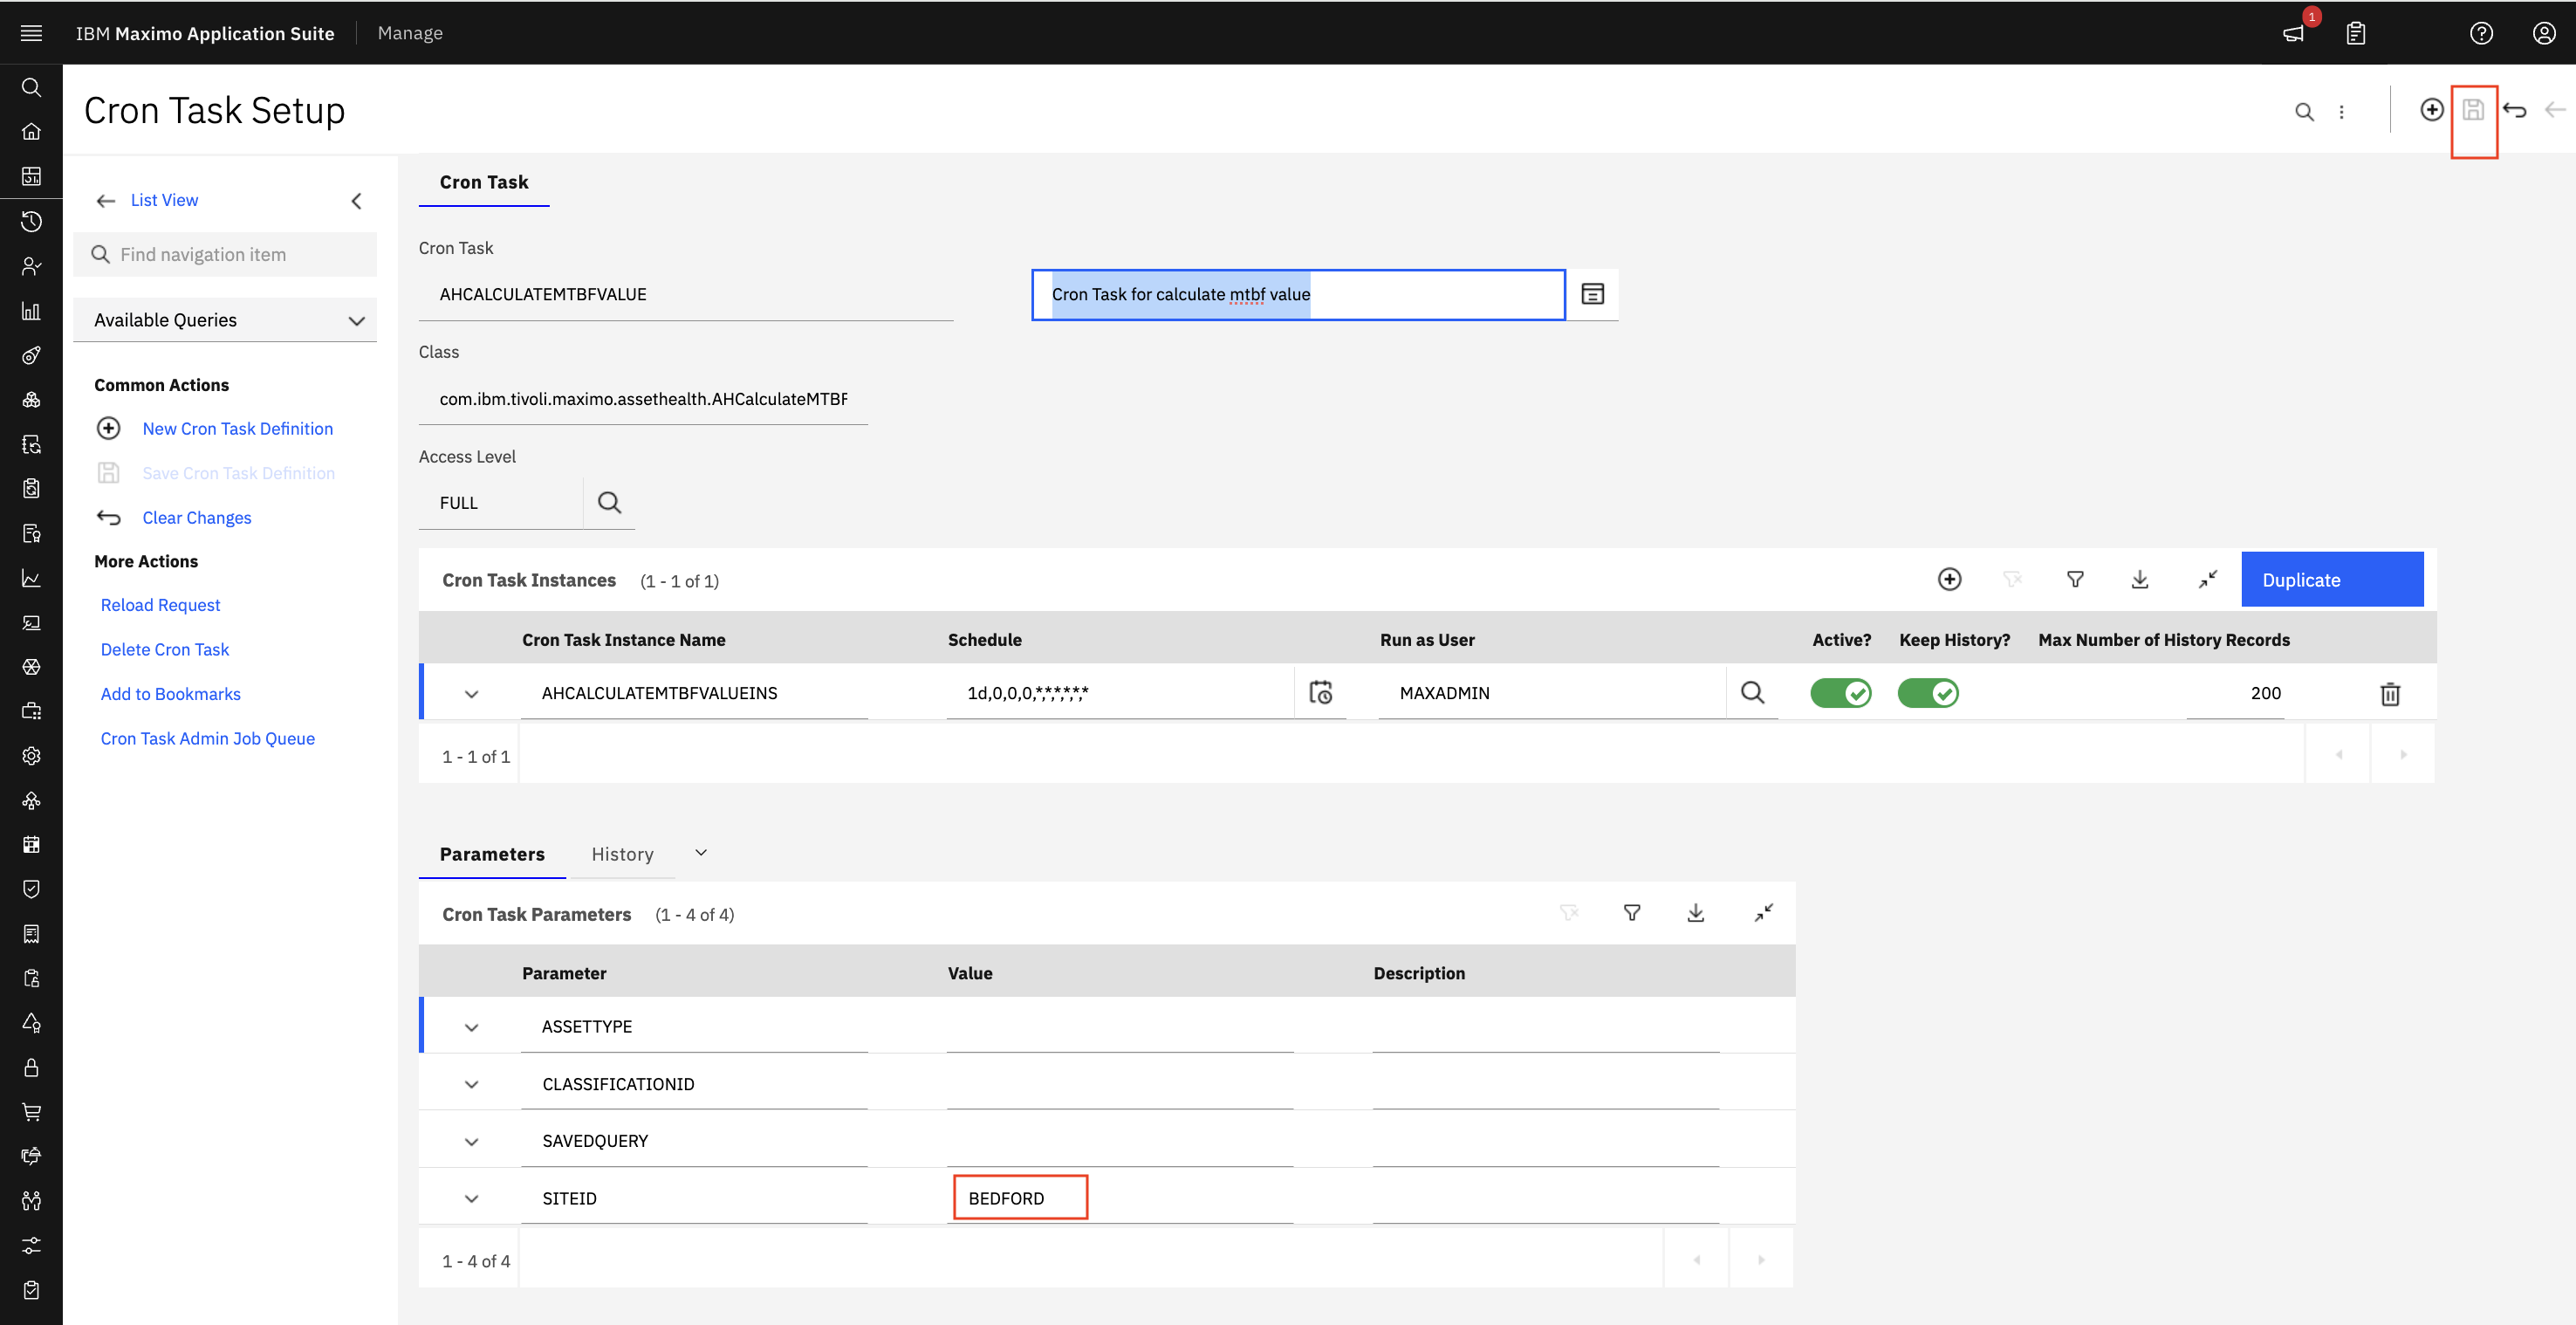 IBM Maximo Application Suite Manage 1
Cron Task Setup
List View
Find navigation item
Available Queries
Common Actions
New Cron Task Definition
Save Cron Task Definition
Clear Changes
More Actions
Reload Request
Delete Cron Task
Add to Bookmarks
Cron Task Admin Job Queue
Cron Task
Cron Task
AHCALCULATEMTBFVALUE Cron Task for calculate mtbf value
Class
com.ibm.tivoli.maximo.assethealth.AHCalculateMTBF
Access Level
FULL
Cron Task Instances (1 - 1 of 1) Duplicate
Cron Task Instance Name Schedule Run as User Active? Keep History? Max Number of History Records
AHCALCULATEMTBFVALUEINS 1d,0,0,0,*,*,*,*,*,* MAXADMIN 200
1 - 1 of 1
Parameters History
Cron Task Parameters (1 - 4 of 4)
Parameter Value Description
ASSETTYPE
CLASSIFICATIONID
SAVEDQUERY
SITEID BEDFORD
1 - 4 of 4